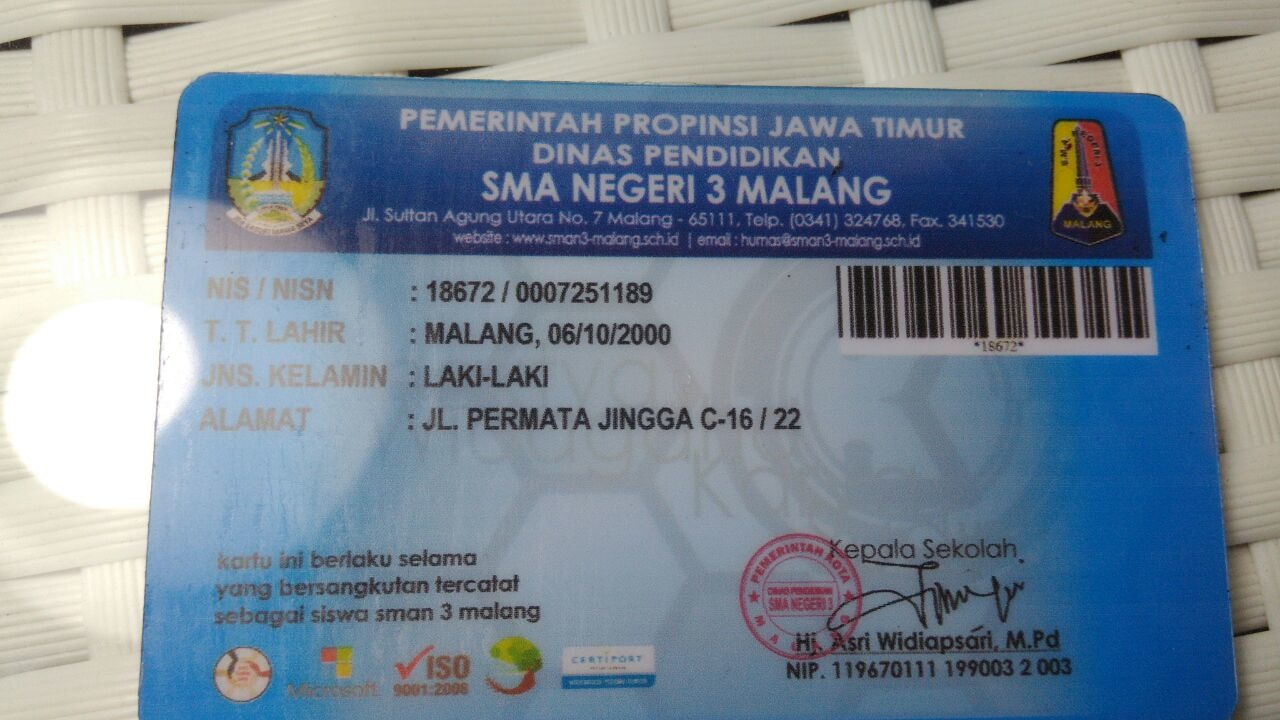 PEMERINTAH PROPINSI JAWA TIMUR
DINAS PENDIDIKAN
SMA NEGERI 3 MALANG
Jl. Sultan Agung Utara No. 7 Malang - 65111, Telp. (0341) 324768, Fax. 341530
website : www.sman3-malang.sch.id | email : humas@sman3-malang.sch.id
MALANG
NIS / NISN : 18672 / 0007251189
*18672*
T. T. LAHIR : MALANG, 06/10/2000
JNS. KELAMIN : LAKI-LAKI
ALAMAT : JL. PERMATA JINGGA C-16 / 22
kartu ini berlaku selama
yang bersangkutan tercatat
sebagai siswa sman 3 malang
Kepala Sekolah,
PEMERINTAH KOTA
DINAS PENDIDIKAN
SMA NEGERI 3
Hj. Asri Widiapsari, M.Pd
NIP. 119670111 199003 2 003
Microsoft
ISO
9001:2008
CERTIPORT